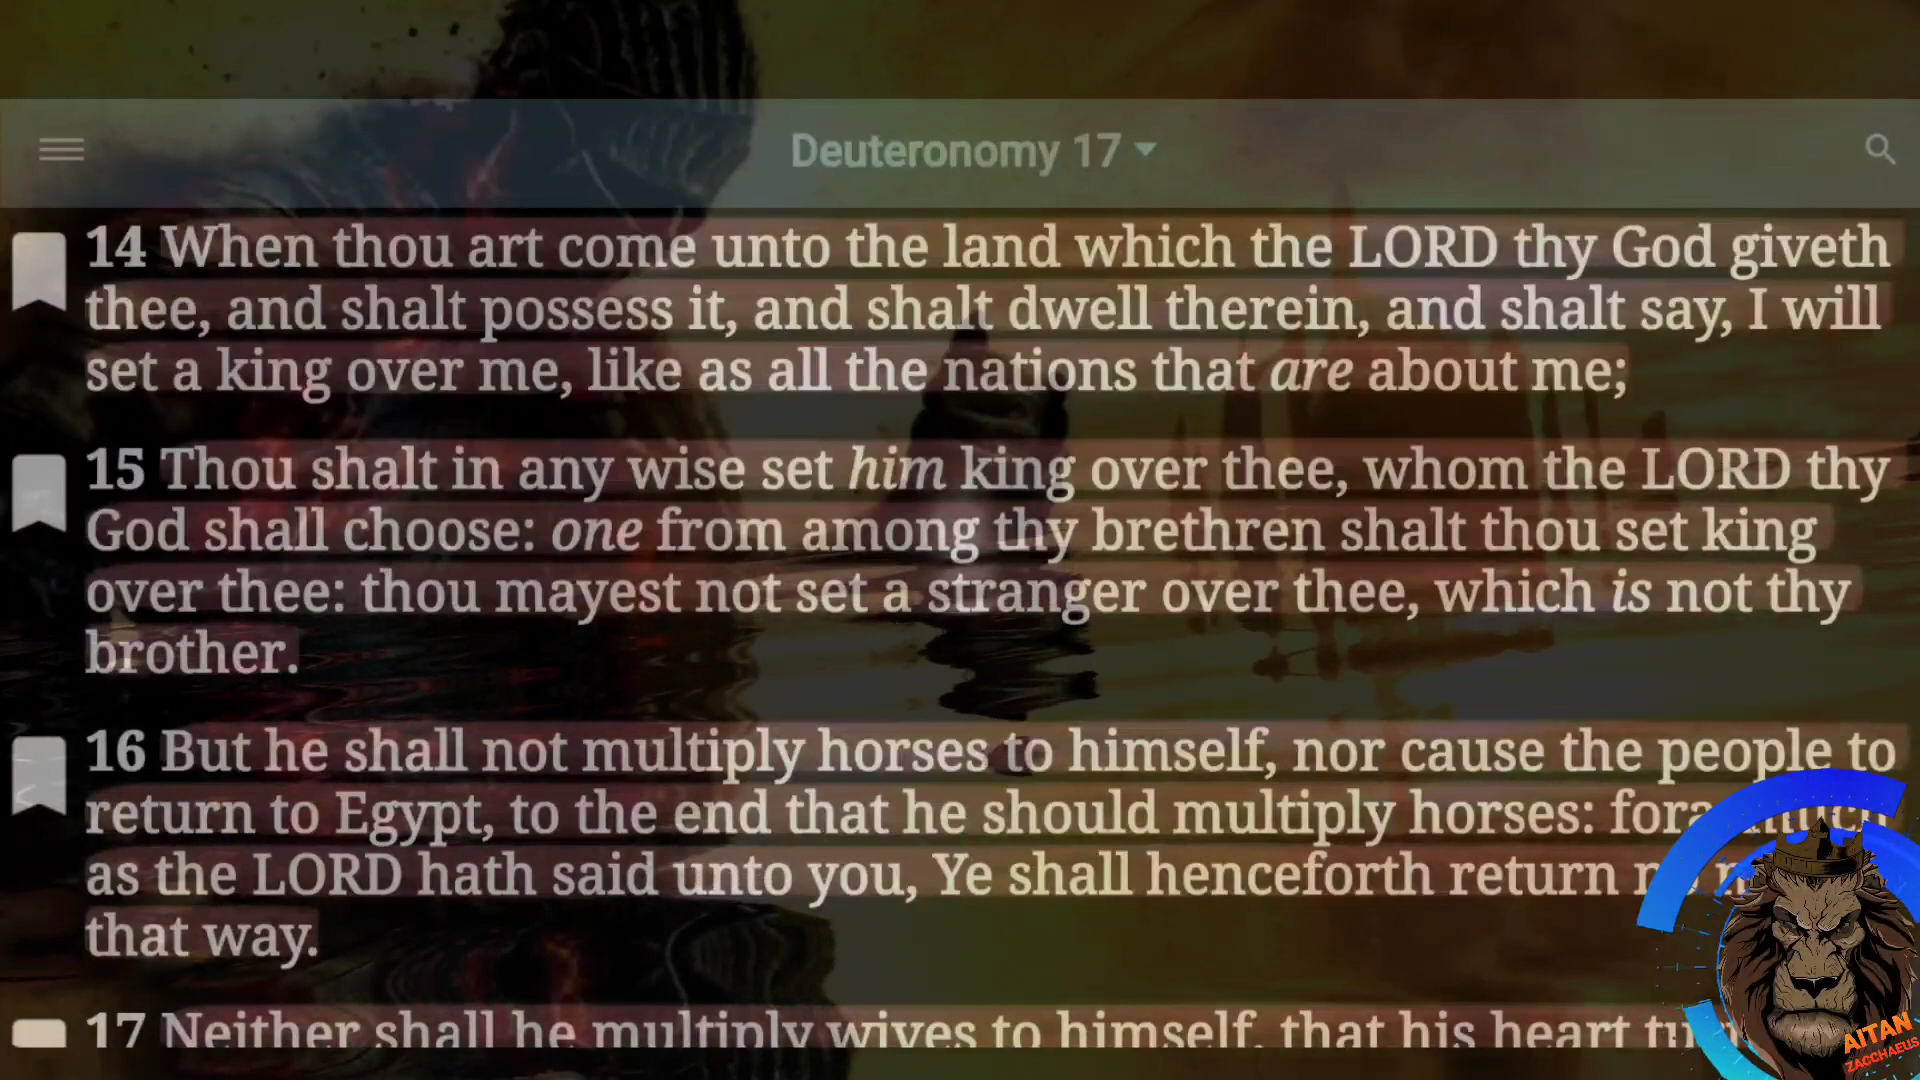 Deuteronomy 17
14 When thou art come unto the land which the LORD thy God giveth
thee, and shalt possess it, and shalt dwell therein, and shalt say, I will
set a king over me, like as all the nations that are about me;
15 Thou shalt in any wise set him king over thee, whom the LORD thy
God shall choose: one from among thy brethren shalt thou set king
over thee: thou mayest not set a stranger over thee, which is not thy
brother.
16 But he shall not multiply horses to himself, nor cause the people to
return to Egypt, to the end that he should multiply horses:
as the LORD hath said unto you, Ye shall henceforth return
that way.
17 Neither shall he multiply wives to himself, that his heart
AITAN
ZACCHAEUS